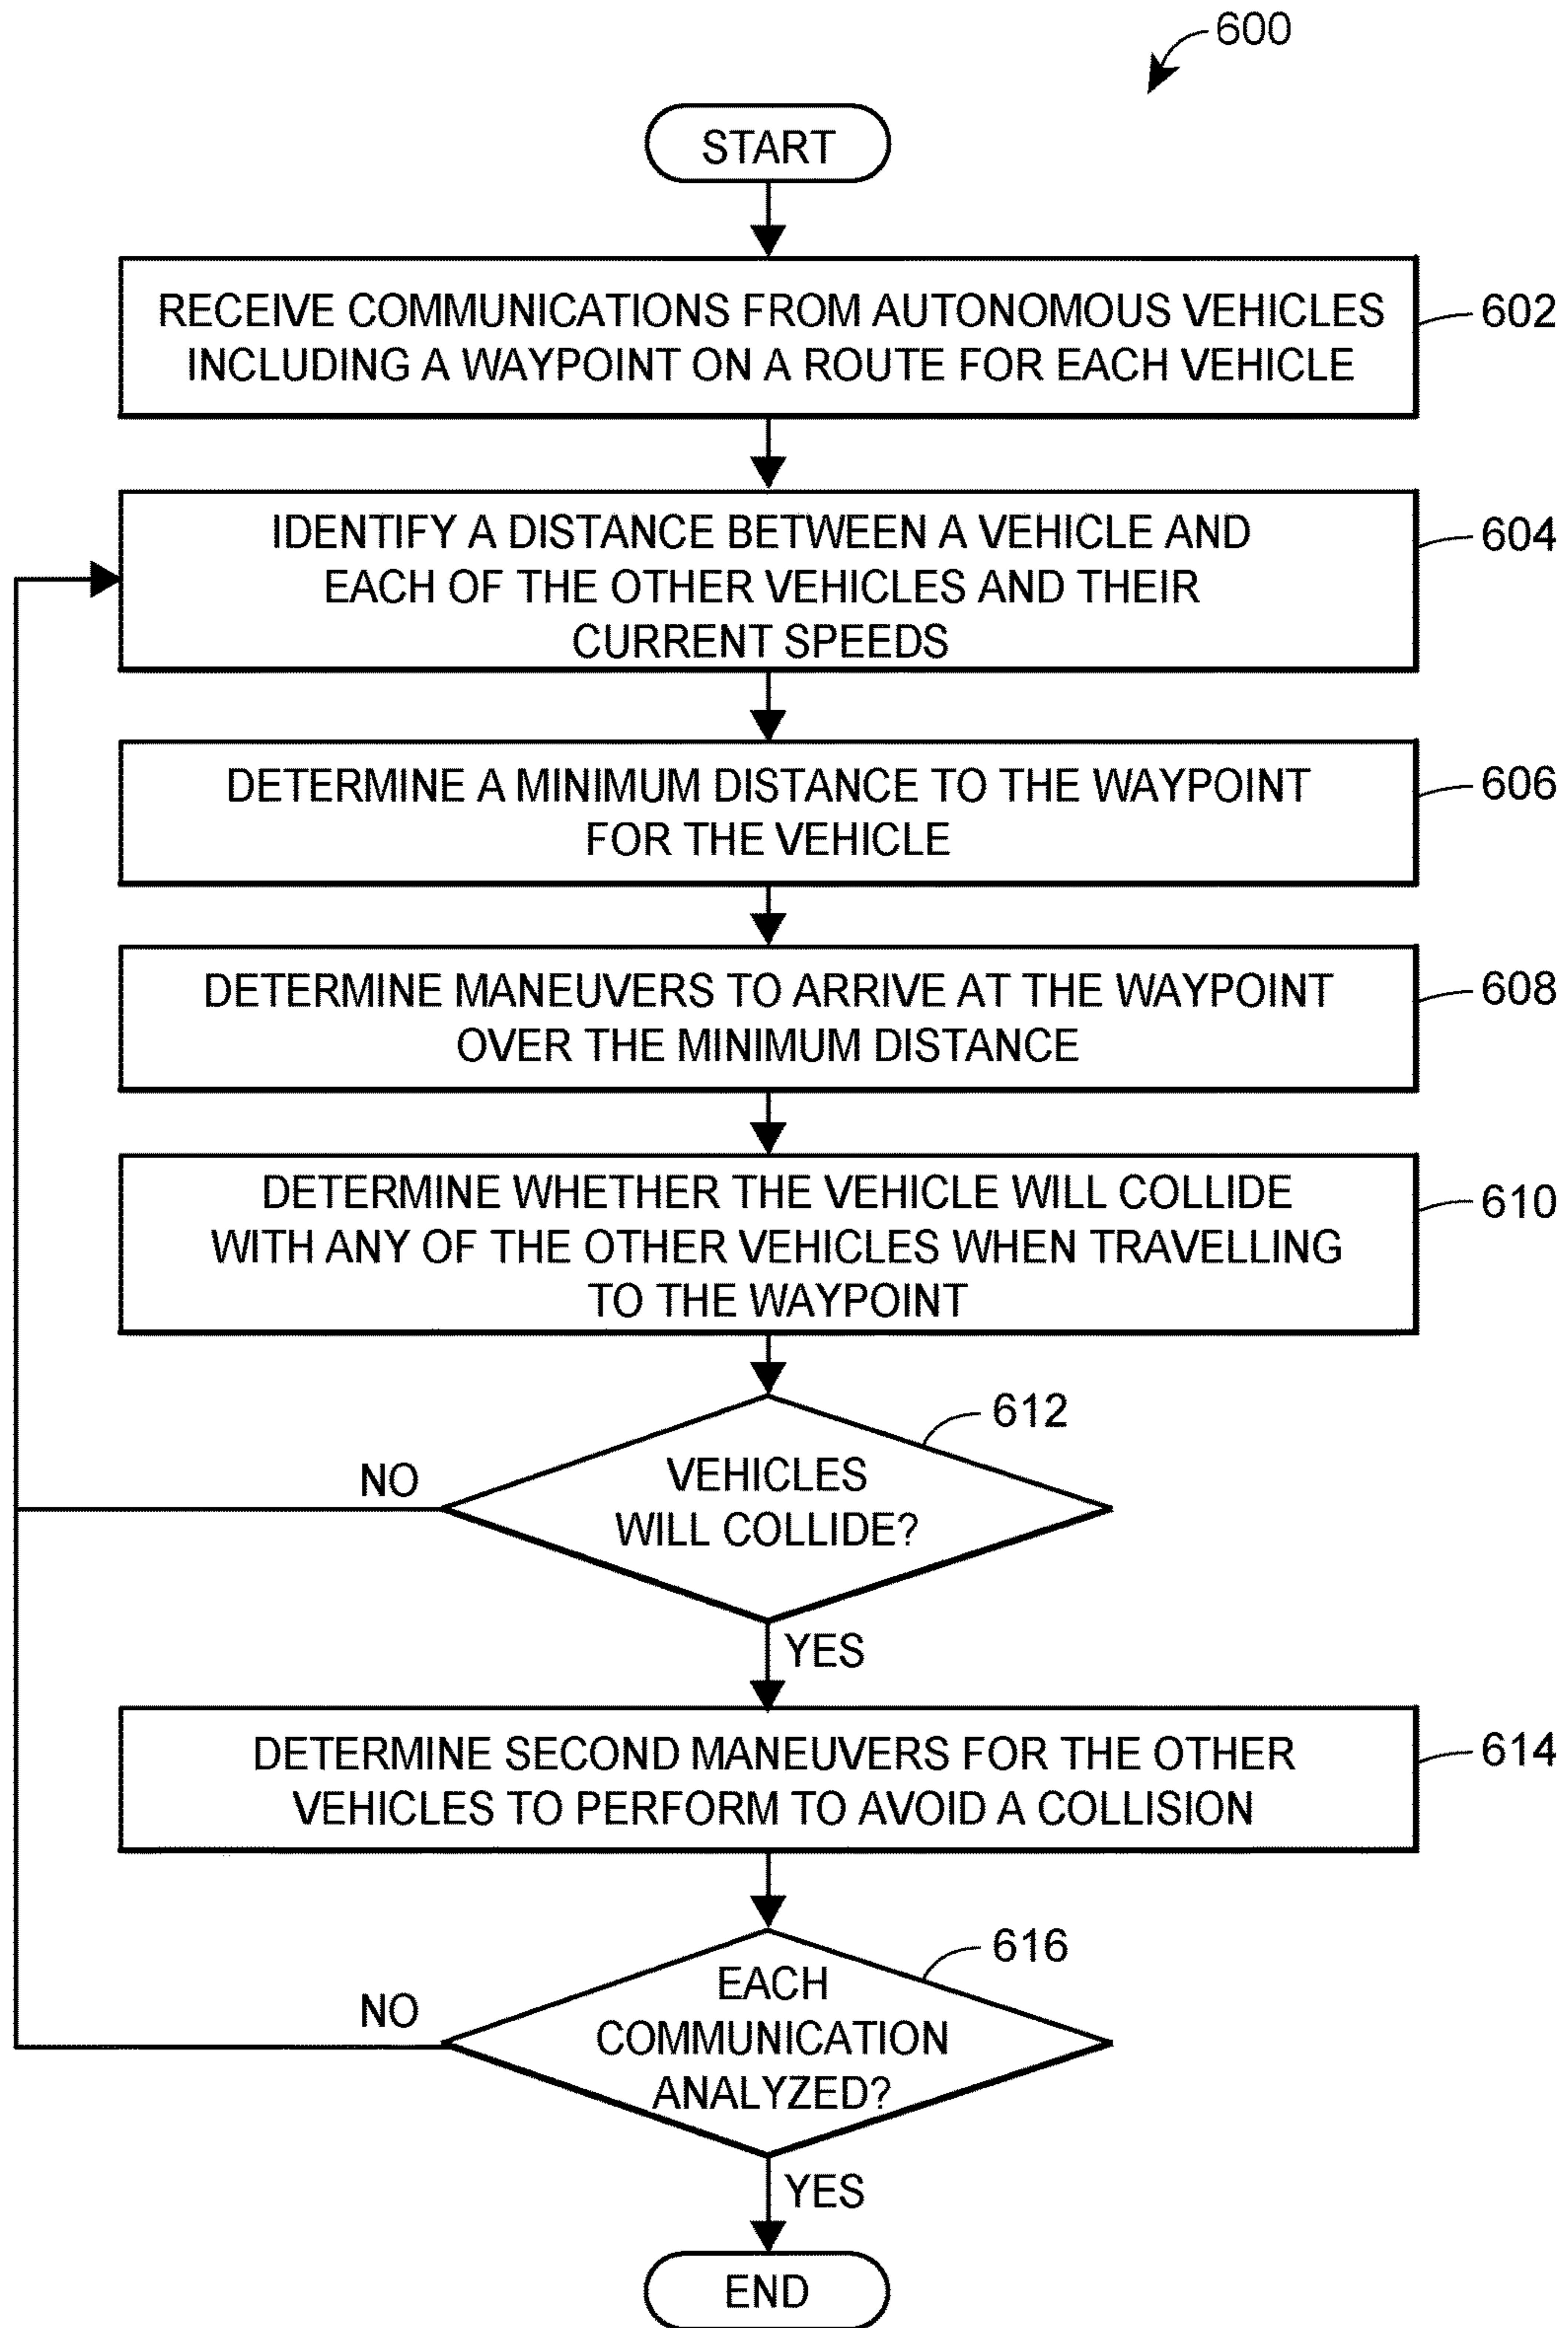 600
START
RECEIVE COMMUNICATIONS FROM AUTONOMOUS VEHICLES
INCLUDING A WAYPOINT ON A ROUTE FOR EACH VEHICLE
602
IDENTIFY A DISTANCE BETWEEN A VEHICLE AND
EACH OF THE OTHER VEHICLES AND THEIR
CURRENT SPEEDS
604
DETERMINE A MINIMUM DISTANCE TO THE WAYPOINT
FOR THE VEHICLE
606
DETERMINE MANEUVERS TO ARRIVE AT THE WAYPOINT
OVER THE MINIMUM DISTANCE
608
DETERMINE WHETHER THE VEHICLE WILL COLLIDE
WITH ANY OF THE OTHER VEHICLES WHEN TRAVELLING
TO THE WAYPOINT
610
612
NO
VEHICLES
WILL COLLIDE?
YES
DETERMINE SECOND MANEUVERS FOR THE OTHER
VEHICLES TO PERFORM TO AVOID A COLLISION
614
616
NO
EACH
COMMUNICATION
ANALYZED?
YES
END